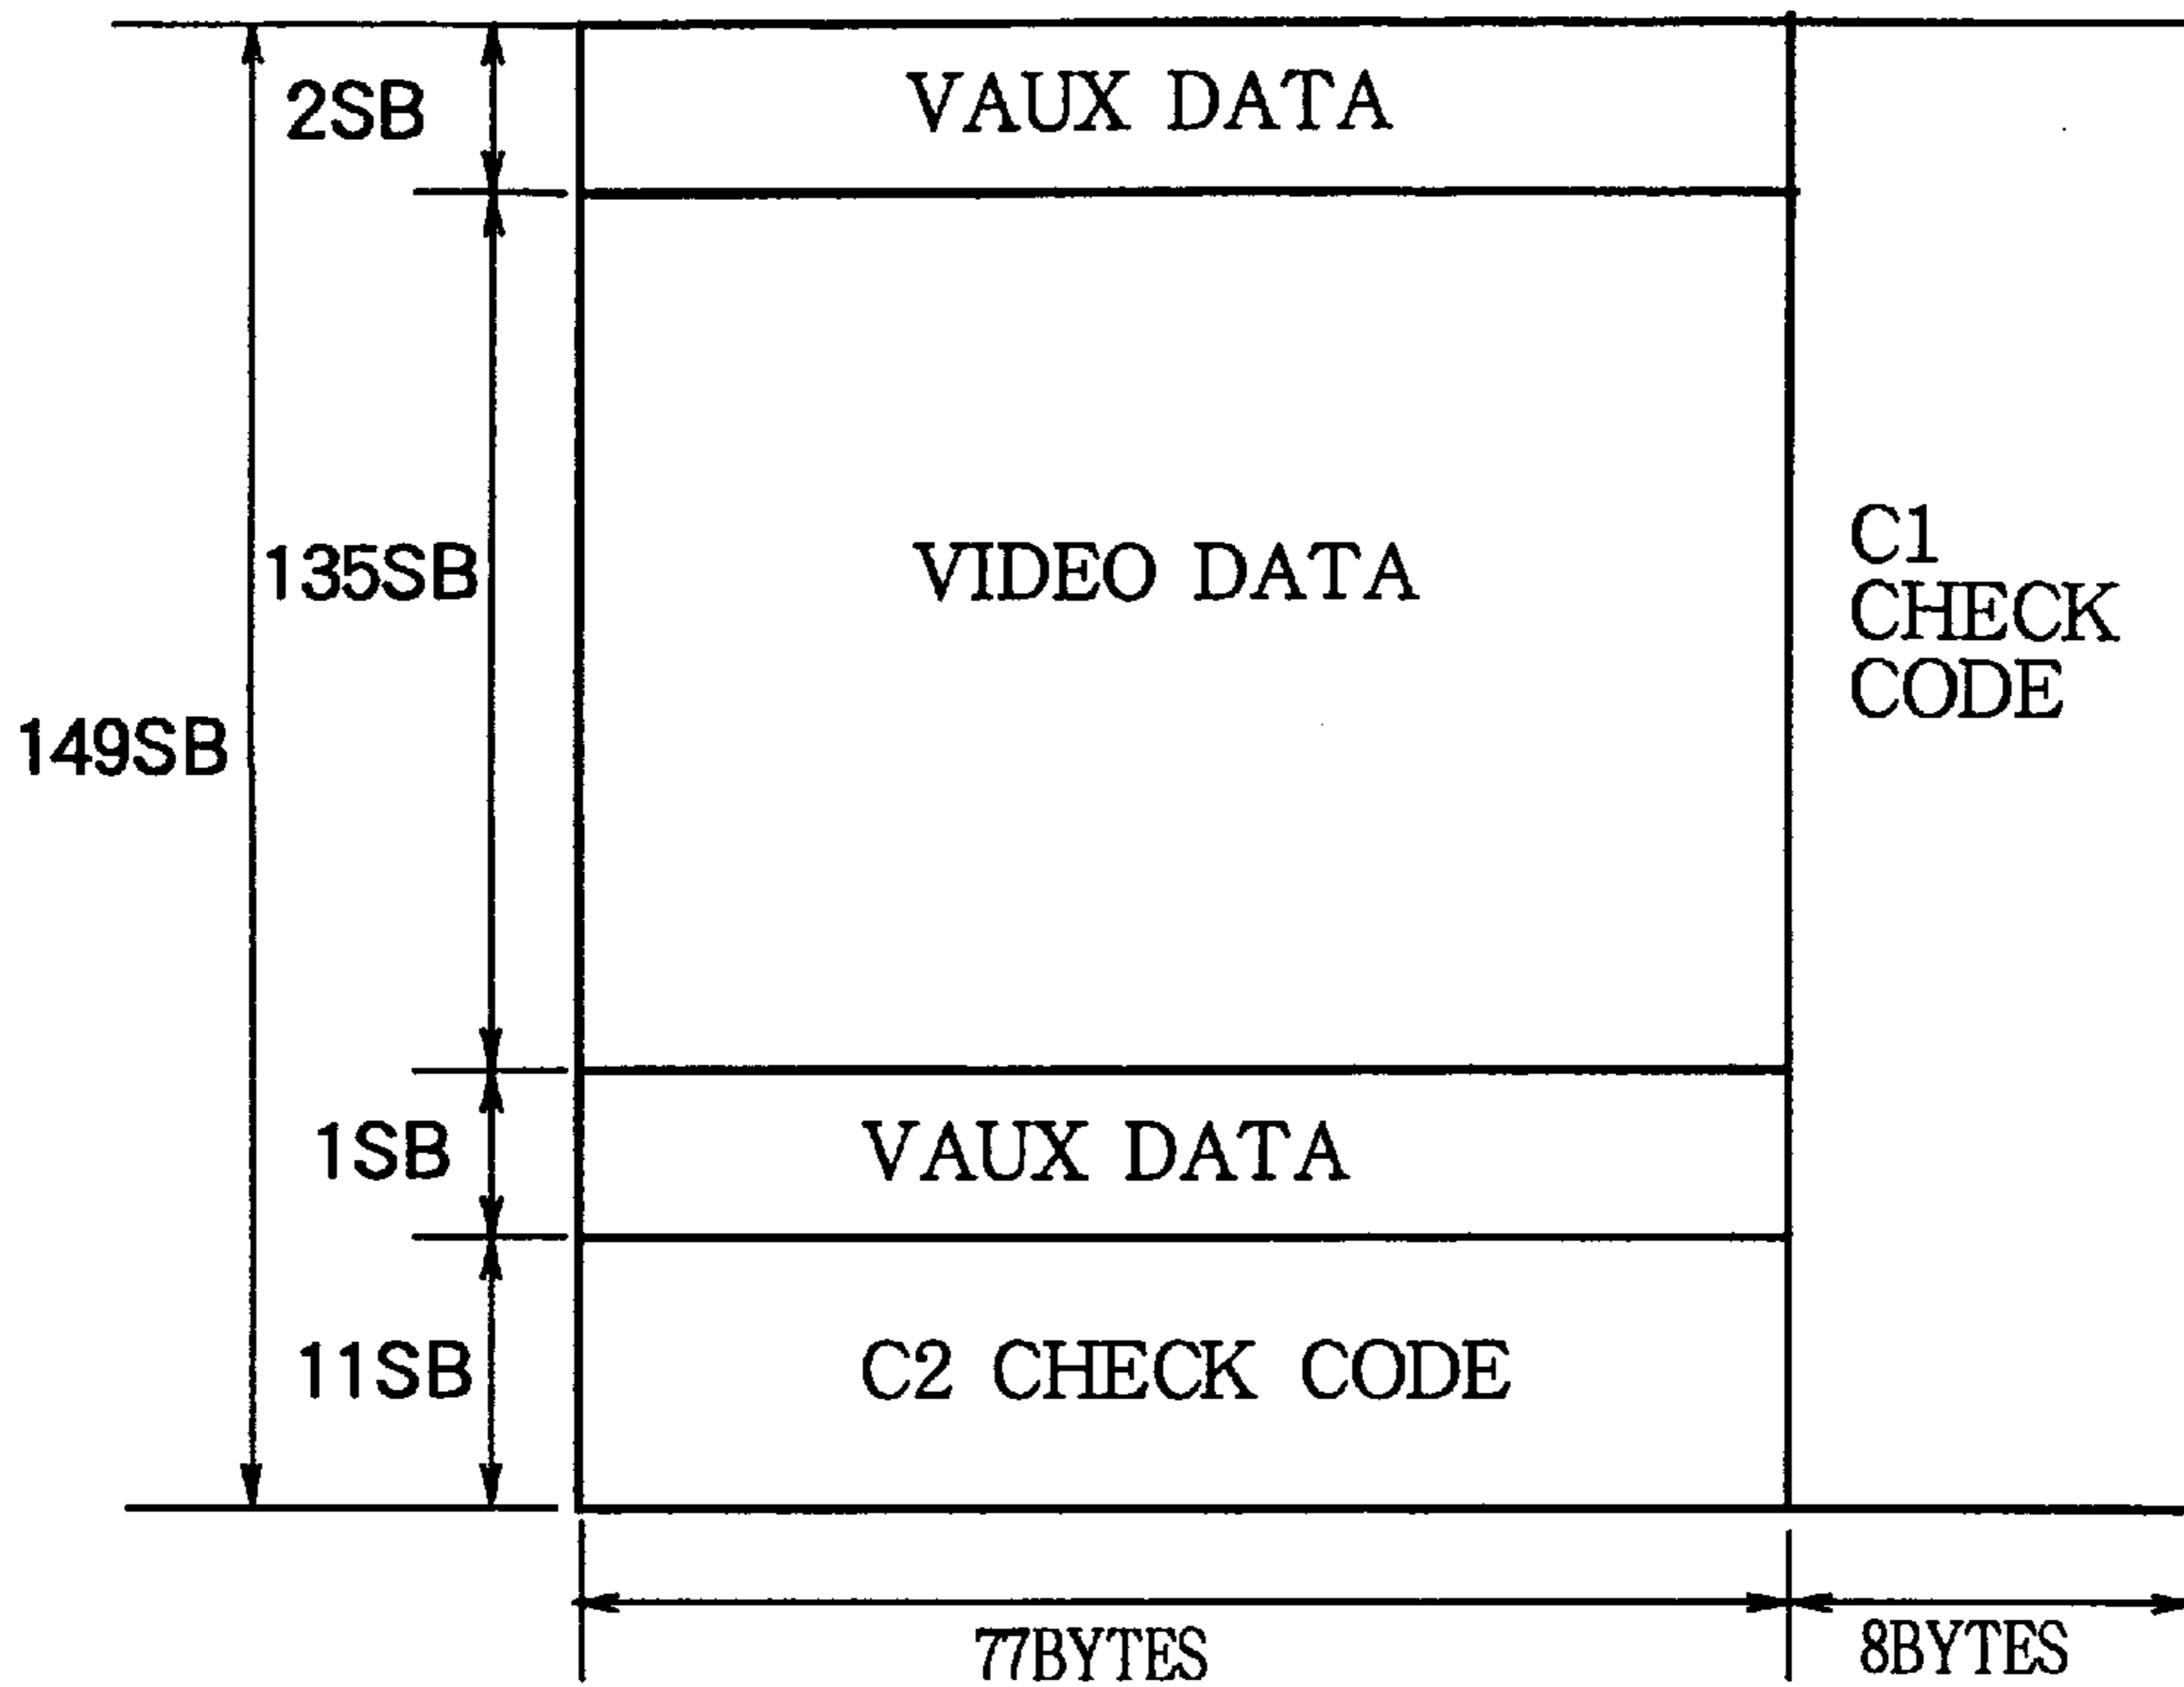 2SB
VAUX DATA
135SB
VIDEO DATA
C1
CHECK
CODE
149SB
1SB
VAUX DATA
11SB
C2 CHECK CODE
77BYTES
8BYTES